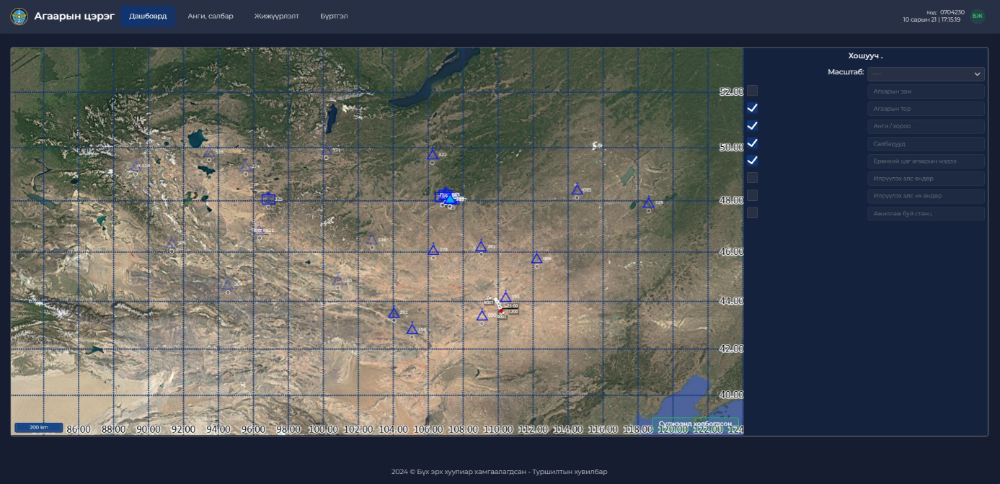 Агаарын цэрэг
Дашбоард
Анги, салбар
Жижүүрлэлт
Бүртгэл
Код: 0704230
10 сарын 21 | 17:15:19
БЖ
Хошууч .
Масштаб:
----
Агаарын зам
Агаарын тор
Анги / хороо
Салбарууд
Ерөнхий цаг агаарын мэдээ
Илрүүлэх алс өндөр
Илрүүлэх алс их өндөр
Ажиллаж буй станц
52.00
50.00
322
325
48.00
46.00
44.00
42.00
40.00
Сүлжээнд холбогдсон
200 km
86.00 88.00 90.00 92.00 94.00 96.00 98.00 100.00 102.00 104.00 106.00 108.00 110.00 112.00 114.00 116.00 118.00 120.00 122.00 124
2024 © Бүх эрх хуулиар хамгаалагдсан - Туршилтын хувилбар